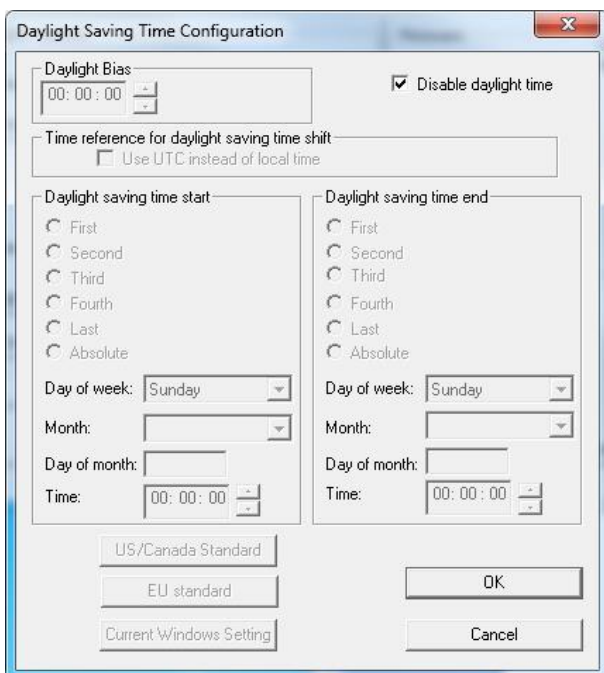 Daylight Saving Time Configuration
Daylight Bias
00: 00 : 00
Disable daylight time
Time reference for daylight saving time shift
Use UTC instead of local time
Daylight saving time start
First
Second
Third
Fourth
Last
Absolute
Day of week: Sunday
Month:
Day of month:
Time: 00: 00: 00
Daylight saving time end
First
Second
Third
Fourth
Last
Absolute
Day of week: Sunday
Month:
Day of month:
Time: 00: 00 : 00
US/Canada Standard
EU standard
Current Windows Setting
OK
Cancel